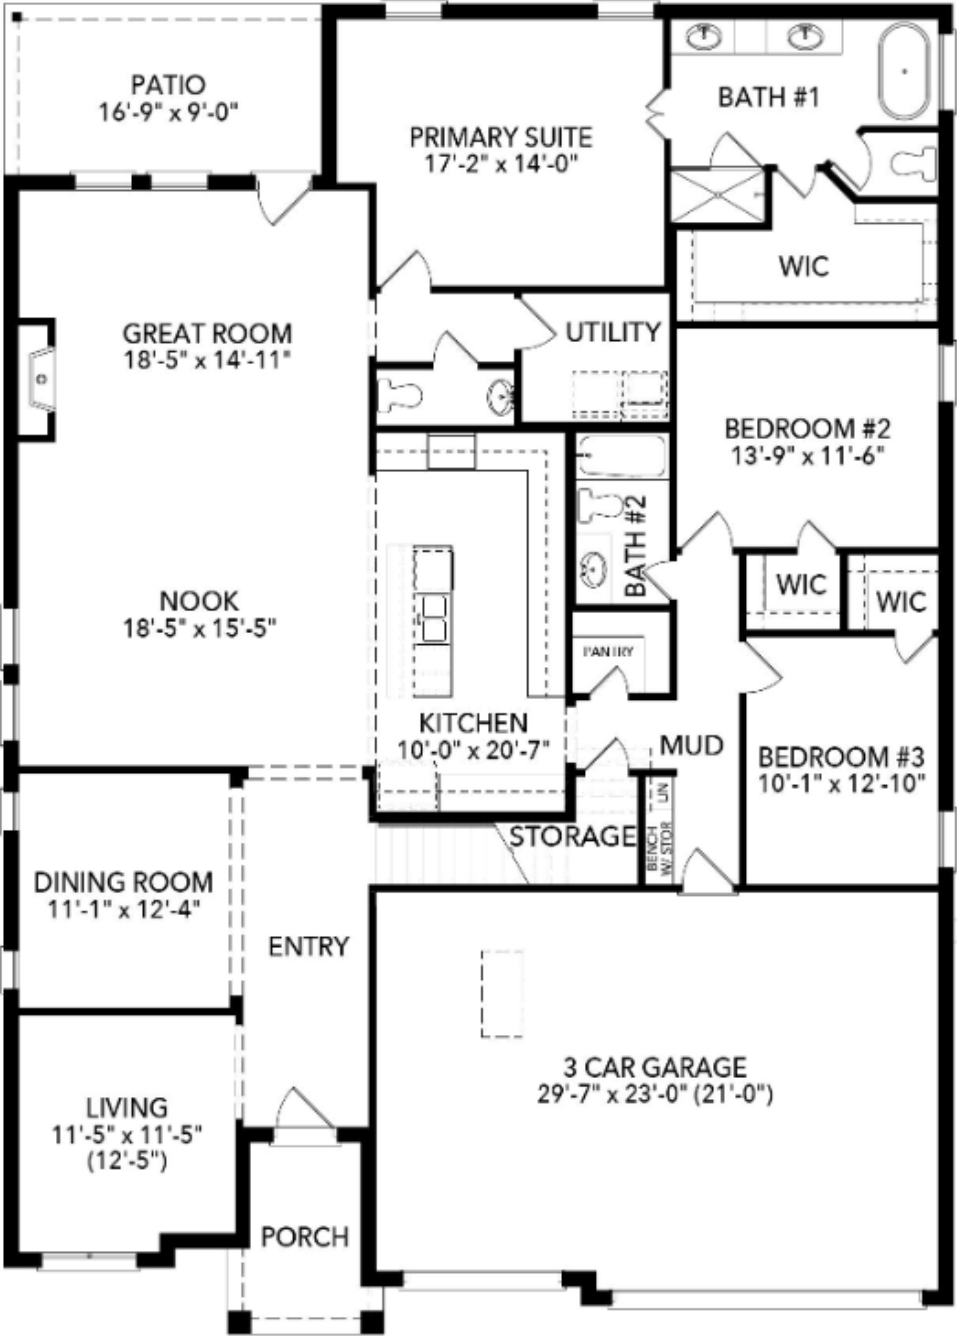 PATIO
16'-9" x 9'-0"
PRIMARY SUITE
17'-2" x 14'-0"
BATH #1
WIC
GREAT ROOM
18'-5" x 14'-11"
UTILITY
BEDROOM #2
13'-9" x 11'-6"
BATH #2
WIC
WIC
NOOK
18'-5" x 15'-5"
PANTRY
KITCHEN
10'-0" x 20'-7"
MUD
BEDROOM #3
10'-1" x 12'-10"
LIN
STORAGE
BENCH
W/ STOR
DINING ROOM
11'-1" x 12'-4"
ENTRY
3 CAR GARAGE
29'-7" x 23'-0" (21'-0")
LIVING
11'-5" x 11'-5"
(12'-5")
PORCH